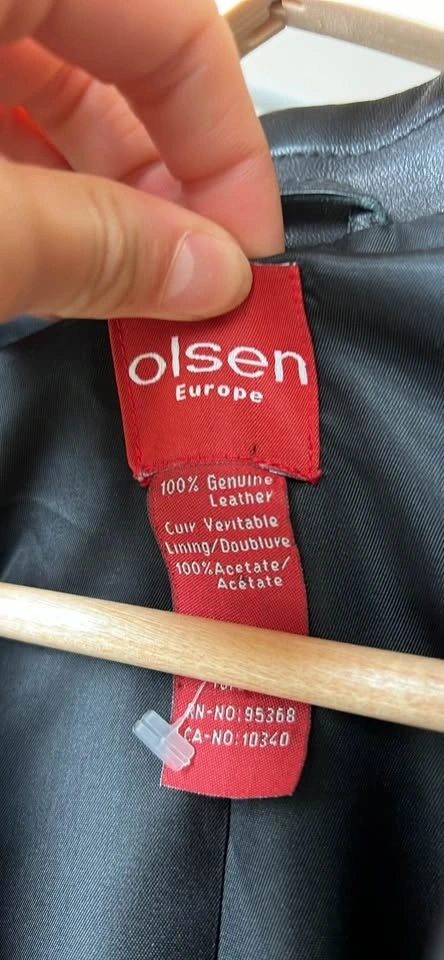 olsen
Europe
100% Genuine
Leather
Cuir Veritable
Lining/Doublure
100%Acetate/
Acétate
RN-NO:95368
CA-NO:10340